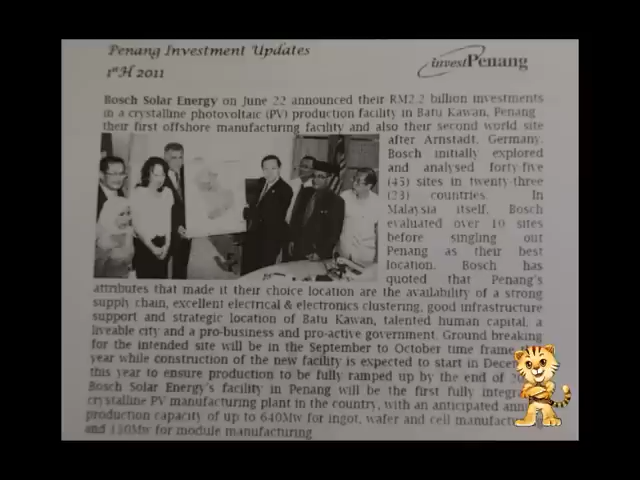 Penang Investment Updates
1st H 2011
investPenang
Bosch Solar Energy on June 22 announced their RM2.2 billion investments
in a crystalline photovoltaic (PV) production facility in Batu Kawan, Penang
their first offshore manufacturing facility and also their second world site
after Arnstadt, Germany.
Bosch initially explored
and analysed forty-five
(45) sites in twenty-three
(23) countries. In
Malaysia itself, Bosch
evaluated over 10 sites
before singling out
Penang as their best
location. Bosch has
quoted that Penang's
attributes that made it their choice location are the availability of a strong
supply chain, excellent electrical & electronics clustering, good infrastructure
support and strategic location of Batu Kawan, talented human capital, a
liveable city and a pro-business and pro-active government. Ground breaking
for the intended site will be in the September to October time frame
year while construction of the new facility is expected to start in Decem
this year to ensure production to be fully ramped up by the end of
Bosch Solar Energy's facility in Penang will be the first fully integra
crystalline PV manufacturing plant in the country, with an anticipated ann
production capacity of up to 640Mw for ingot, wafer and cell manufact
and 150Mw for module manufacturing